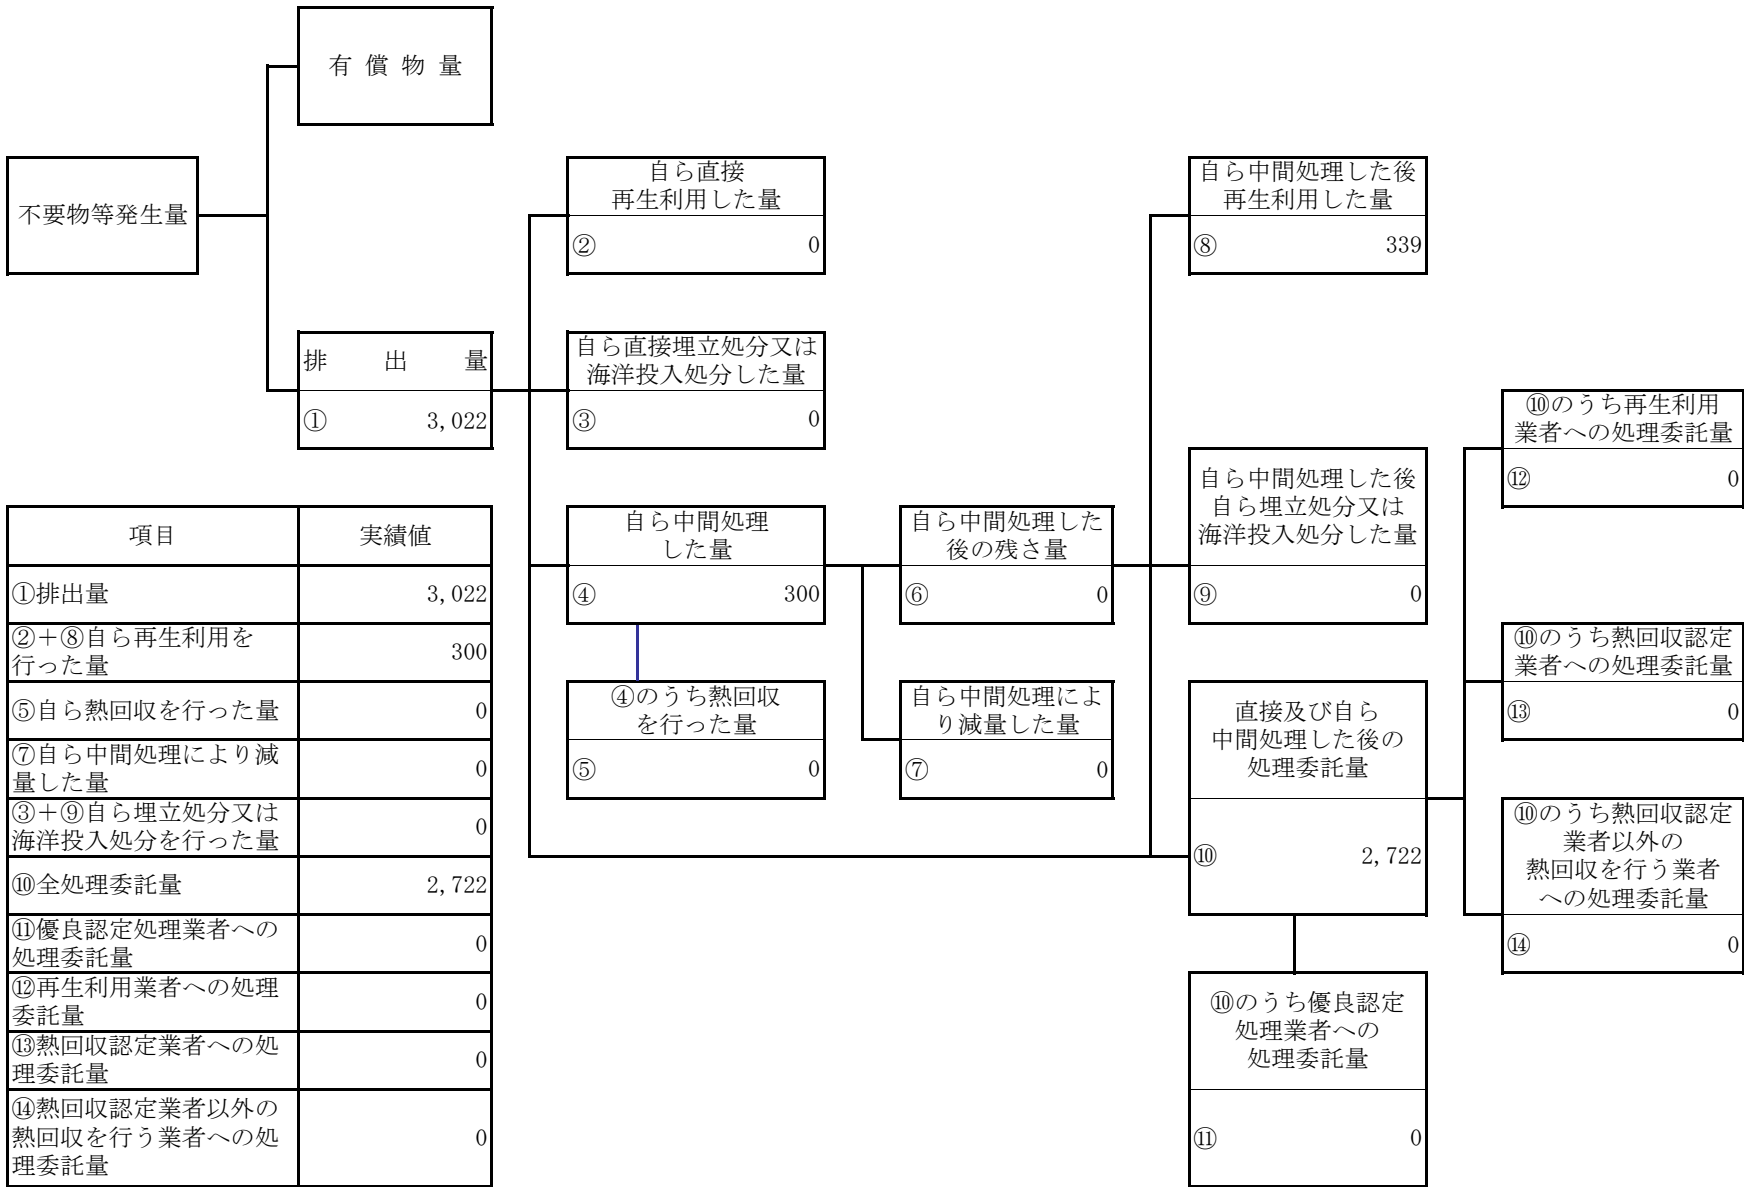 有償物量
不要物等発生量
自ら直接
再生利用した量
② 0
自ら中間処理した後
再生利用した量
⑧ 339
排出量
① 3,022
自ら直接埋立処分又は
海洋投入処分した量
③ 0
⑩のうち再生利用
業者への処理委託量
⑫ 0
自ら中間処理した後
自ら埋立処分又は
海洋投入処分した量
⑨ 0
自ら中間処理
した量
④ 300
自ら中間処理した
後の残さ量
⑥ 0
⑩のうち熱回収認定
業者への処理委託量
⑬ 0
④のうち熱回収
を行った量
⑤ 0
自ら中間処理によ
り減量した量
⑦ 0
直接及び自ら
中間処理した後の
処理委託量
⑩ 2,722
⑩のうち熱回収認定
業者以外の
熱回収を行う業者
への処理委託量
⑭ 0
⑩のうち優良認定
処理業者への
処理委託量
⑪ 0
項目 実績値
①排出量 3,022
②＋⑧自ら再生利用を
行った量 300
⑤自ら熱回収を行った量 0
⑦自ら中間処理により減
量した量 0
③＋⑨自ら埋立処分又は
海洋投入処分を行った量 0
⑩全処理委託量 2,722
⑪優良認定処理業者への
処理委託量 0
⑫再生利用業者への処理
委託量 0
⑬熱回収認定業者への処
理委託量 0
⑭熱回収認定業者以外の
熱回収を行う業者への処 0
理委託量